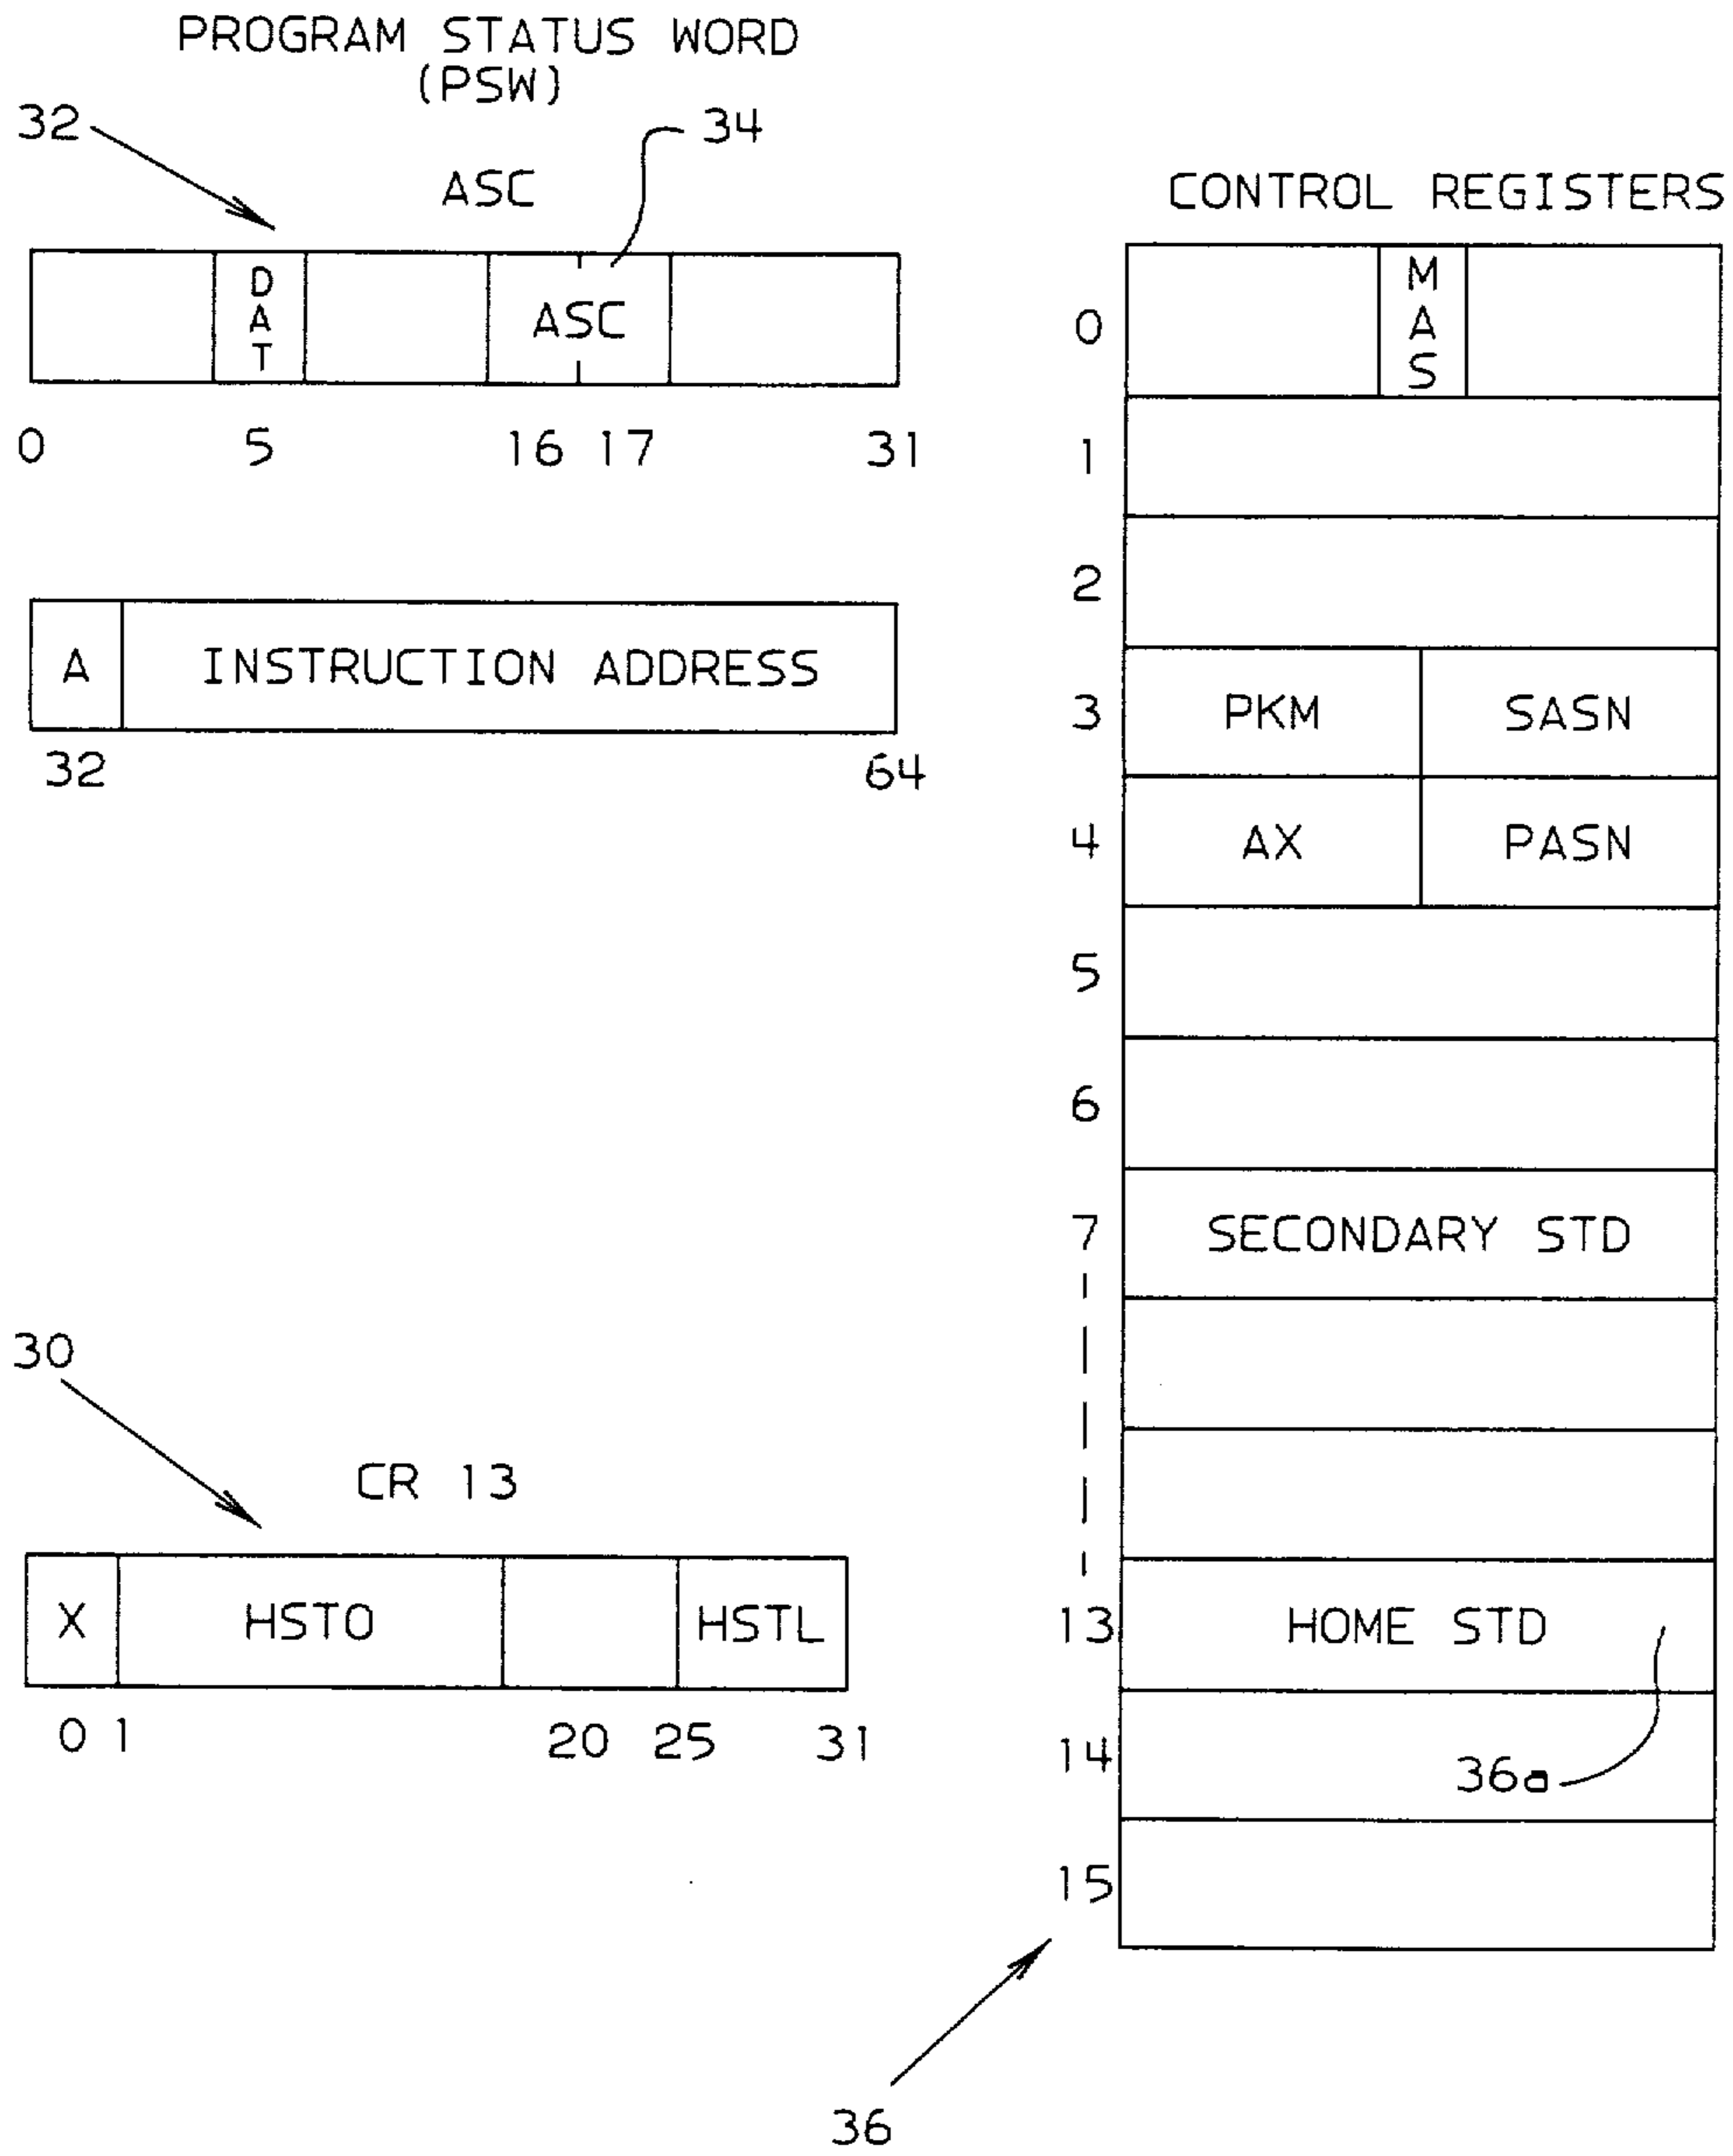 PROGRAM STATUS WORD
(PSW)
32
34
ASC
D
A
T
ASC
0 5 16 17 31
A INSTRUCTION ADDRESS
32 64
30
CR 13
X HSTO HSTL
0 1 20 25 31
CONTROL REGISTERS
0
M
A
S
1
2
3 PKM SASN
4 AX PASN
5
6
7 SECONDARY STD
13 HOME STD
14
36a
15
36